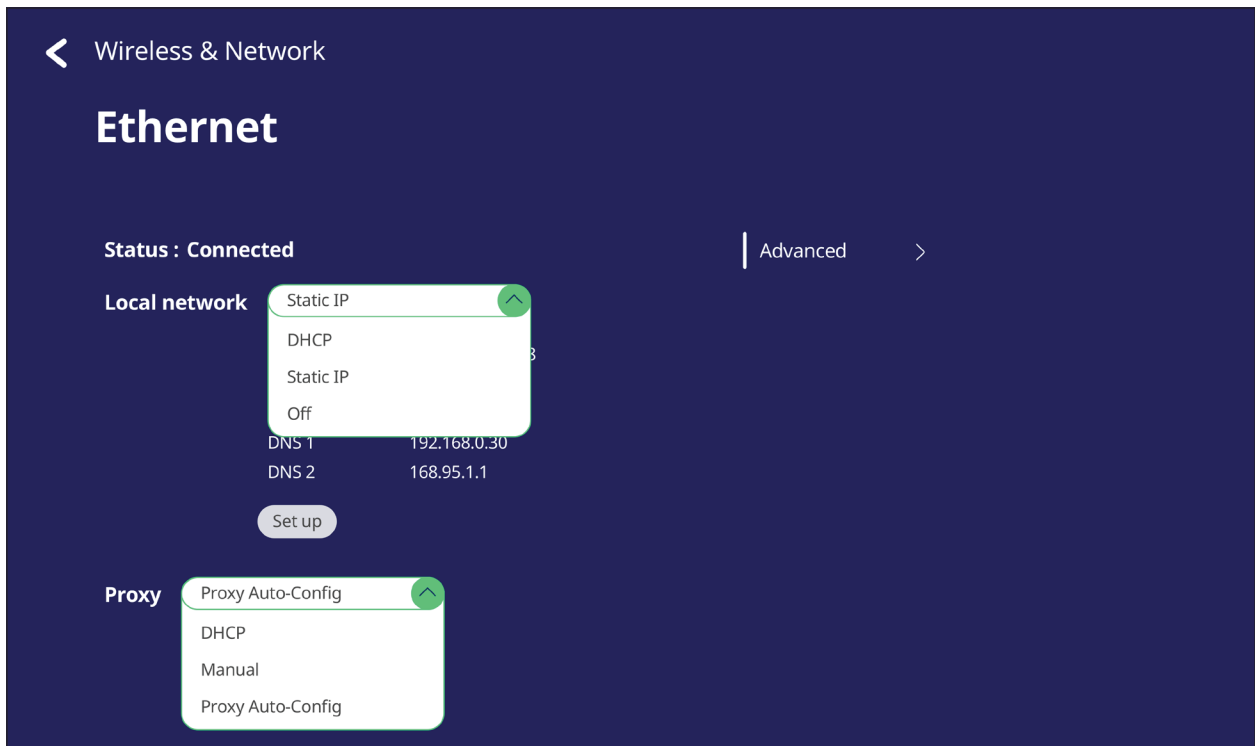 Wireless & Network
Ethernet
Status : Connected
Advanced
Local network
Static IP
DHCP
Static IP
Off
DNS 1 192.168.0.30
DNS 2 168.95.1.1
Set up
Proxy
Proxy Auto-Config
DHCP
Manual
Proxy Auto-Config